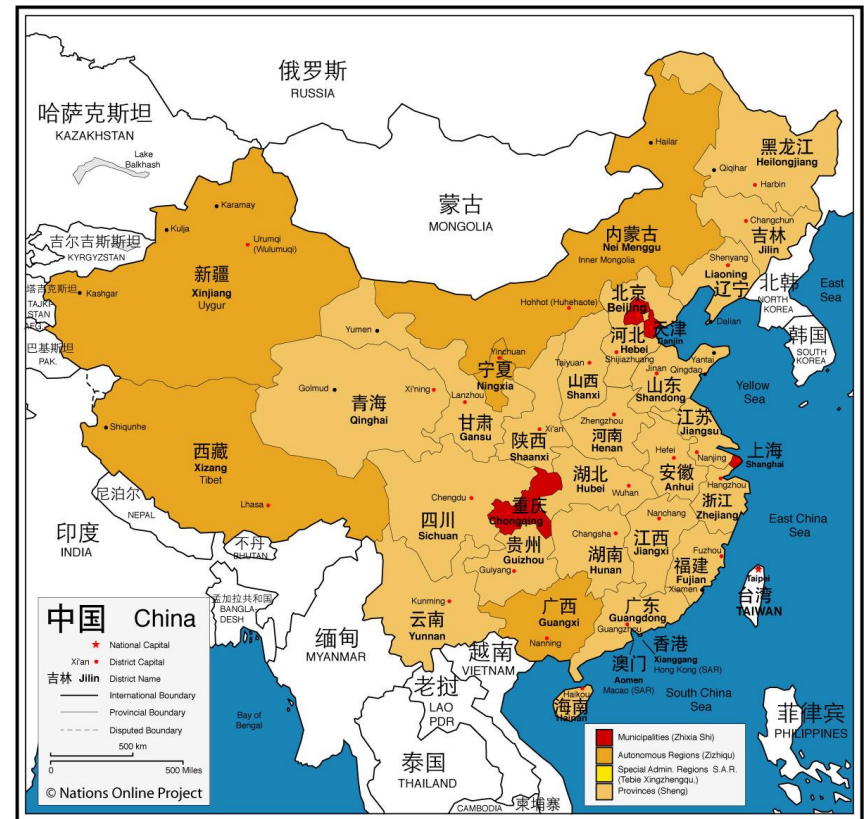 俄罗斯
RUSSIA
哈萨克斯坦
KAZAKHSTAN
Lake
Balkhash
黑龙江
Heilongjiang
Hailar
Qiqihar
Harbin
蒙古
MONGOLIA
Karamay
Kulja
Urumqi
(Wulumuqi)
Changchun
吉林
Jilin
内蒙古
Nei Menggu
Inner Mongolia
吉尔吉斯斯坦
KYRGYZSTAN
新疆
Xinjiang
Uygur
Shenyang
Liaoning
辽宁
北韩
NORTH
KOREA
East
Sea
塔吉克斯坦
TAJIK-
STAN
AFG.
Kashgar
北京
Beijing
Hohhot (Huhehaote)
天津
Tianjin
Dalian
韩国
SOUTH
KOREA
巴基斯坦
PAK.
Yumen
河北
Hebei
Shijiazhuang
Yinchuan
宁夏
Ningxia
Taiyuan
山西
Shanxi
Yantai
Jinan
Qingdao
山东
Shandong
Yellow
Sea
Golmud
Xi'ning
青海
Qinghai
Lanzhou
甘肃
Gansu
Shiqunhe
西藏
Xizang
Tibet
Lhasa
Xi'an
陕西
Shaanxi
Zhengzhou
河南
Henan
江苏
Jiangsu
Hefei
Nanjing
安徽
Anhui
上海
Shanghai
Hangzhou
浙江
Zhejiang
湖北
Hubei
Wuhan
重庆
Chongqing
Chengdu
四川
Sichuan
尼泊尔
NEPAL
印度
INDIA
不丹
BHUTAN
Nanchang
江西
Jiangxi
East China
Sea
Changsha
湖南
Hunan
贵州
Guizhou
Guiyang
Fuzhou
福建
Fujian
Xiamen
Taipei
台湾
TAIWAN
孟加拉共和国
BANGLA-
DESH
缅甸
MYANMAR
Kunming
云南
Yunnan
广西
Guangxi
Nanning
广东
Guangdong
Guangzhou
香港
Xianggang
Hong Kong (SAR)
澳门
Aomen
Macao (SAR)
越南
VIETNAM
老挝
LAO
PDR
Haikou
海南
Hainan
South China
Sea
菲律宾
PHILIPPINES
Bay of
Bengal
泰国
THAILAND
CAMBODIA
柬埔寨
中国 China
National Capital
Xi'an District Capital
吉林 Jilin District Name
International Boundary
Provincial Boundary
Disputed Boundary
500 km
500 Miles
© Nations Online Project
Municipalities (Zhixia Shi)
Autonomous Regions (Zizhiqu)
Special Admin. Regions S.A.R.
(Tebie Xingzhengqu,)
Provinces (Sheng)